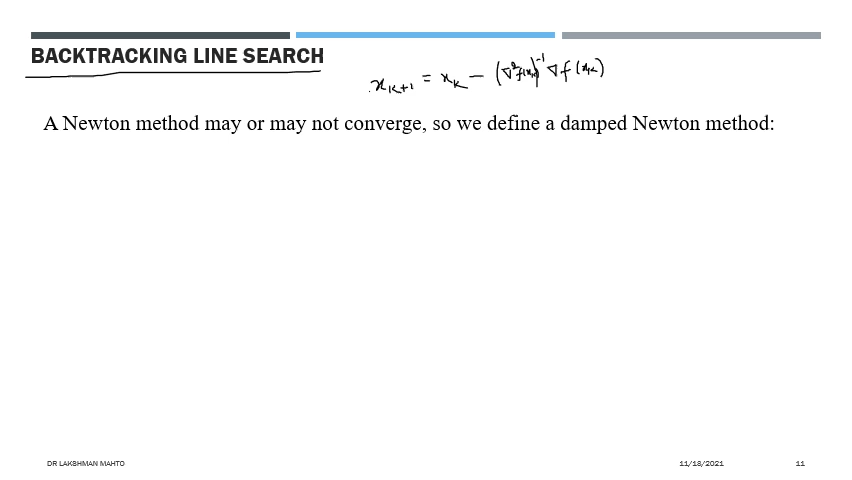 BACKTRACKING LINE SEARCH
x_{k+1} = x_k − (∇²f(x_k))^{-1} ∇f(x_k)
A Newton method may or may not converge, so we define a damped Newton method:
DR LAKSHMAN MAHTO 11/18/2021 11